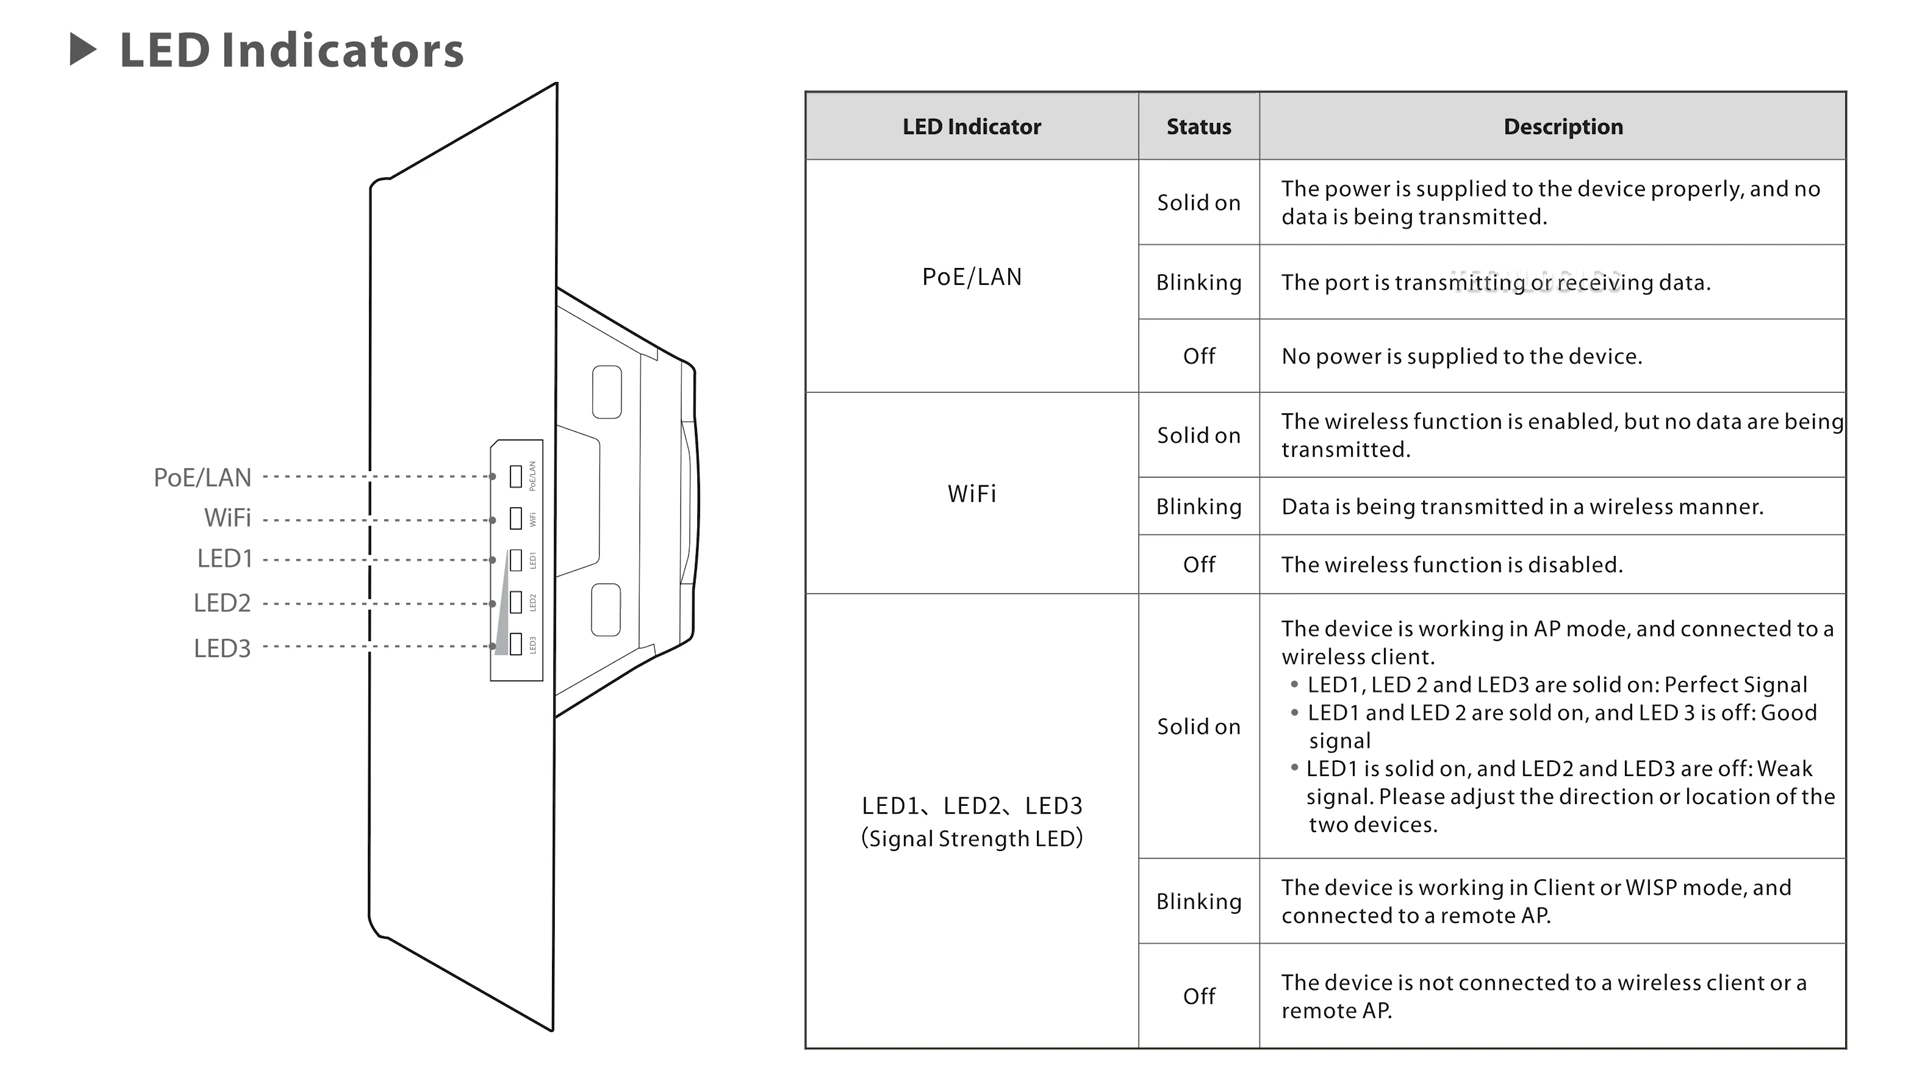 LED Indicators
PoE/LAN
WiFi
LED1
LED2
LED3
PoE/LAN
WiFi
LED1
LED2
LED3
LED Indicator
Status
Description
PoE/LAN
Solid on
The power is supplied to the device properly, and no
data is being transmitted.
Blinking
The port is transmitting or receiving data.
Off
No power is supplied to the device.
WiFi
Solid on
The wireless function is enabled, but no data are being
transmitted.
Blinking
Data is being transmitted in a wireless manner.
Off
The wireless function is disabled.
LED1、LED2、LED3
(Signal Strength LED)
Solid on
The device is working in AP mode, and connected to a
wireless client.
• LED1, LED 2 and LED3 are solid on: Perfect Signal
• LED1 and LED 2 are sold on, and LED 3 is off: Good
signal
• LED1 is solid on, and LED2 and LED3 are off: Weak
signal. Please adjust the direction or location of the
two devices.
Blinking
The device is working in Client or WISP mode, and
connected to a remote AP.
Off
The device is not connected to a wireless client or a
remote AP.